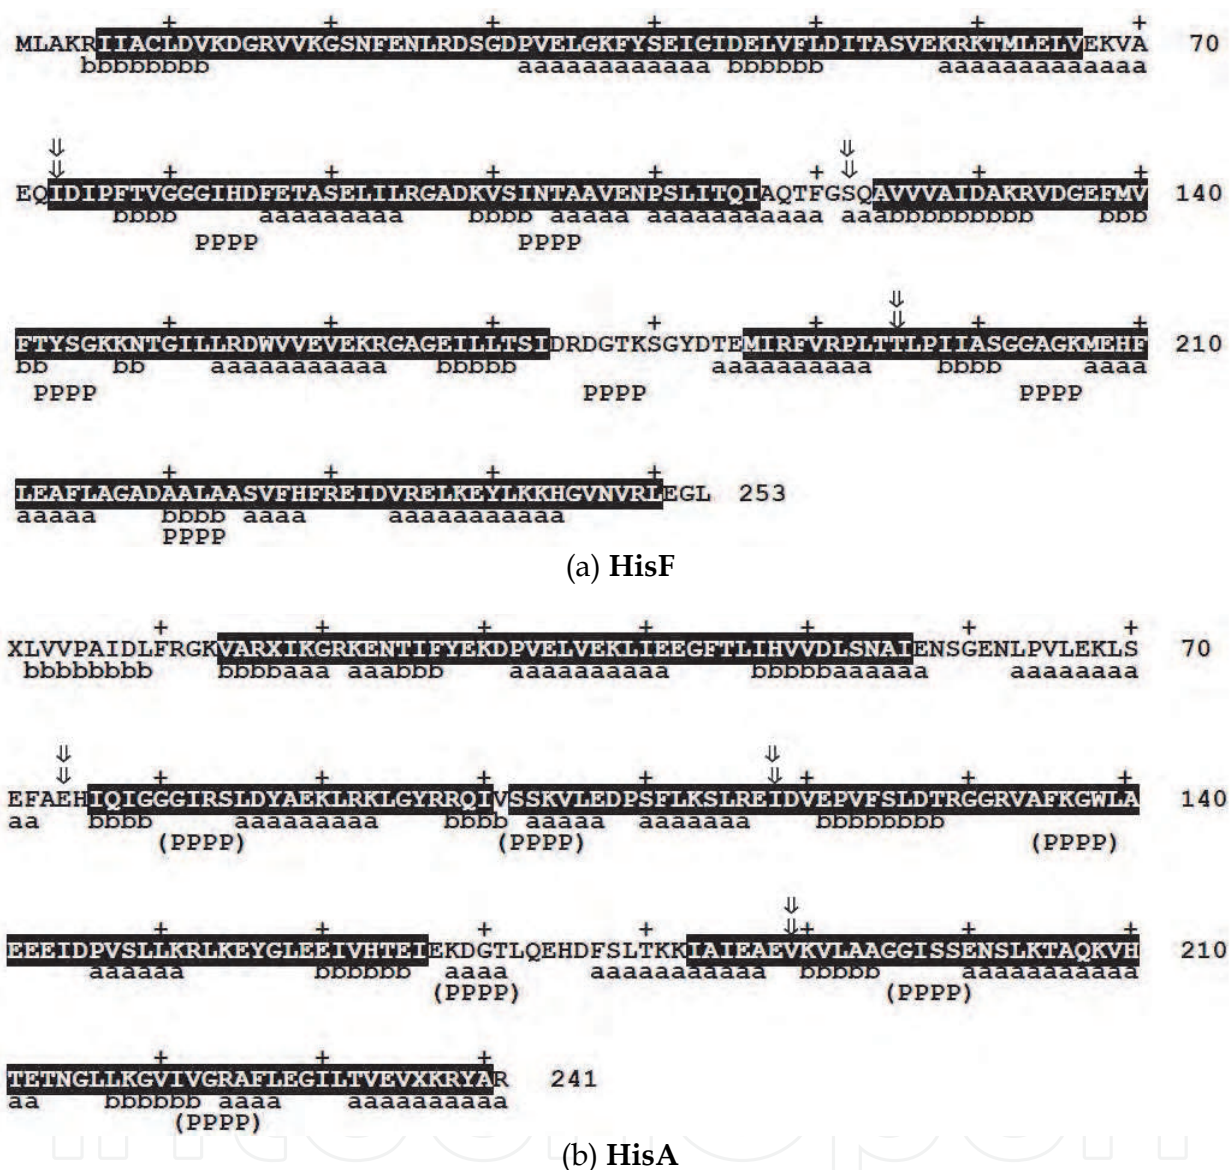 + + + + + + +
MLAKRIIACLDVKDGRVVKGSNFENLRDSGDPVELGKFYSEIGIDELVFLDITASVEKRKTMLELVEKVA 70
bbbbbbbb aaaaaaaaaaaa bbbbbb aaaaaaaaaaaaa
⇓ ⇓
⇓ + + + + + ⇓ + +
EQIDIPFTVGGGIHDFETASELILRGADKVSINTAAVENPSLITQIAQTFGSQAVVVAIDAKRVDGEFMV 140
bbbb aaaaaaaaa bbbb aaaaa aaaaaaaaaaa aaabbbbbbbbb bbb
PPPP PPPP
⇓
+ + + + + ⇓ + +
FTYSGKKNTGILLRDWVVEVEKRGAGEILLTSIDRDGTKSGYDTEMIRFVRPLTTLPIIASGGAGKMEHF 210
bb bb aaaaaaaaaaa bbbbb aaaaaaaaaa bbbb aaaa
PPPP PPPP PPPP
+ + + +
LEAFLAGADAALAASVFHFREIDVRELKEYLKKHGVNVRLEGL 253
aaaaa bbbb aaaa aaaaaaaaaaa
PPPP
(a) HisF
+ + + + + + +
XLVVPAIDLFRGKVARXIKGRKENTIFYEKDPVELVEKLIEEGFTLIHVVDLSNAIENSGENLPVLEKLS 70
bbbbbbbb bbbbaaa aaabbb aaaaaaaaaa bbbbbaaaaaa aaaaaaaa
⇓ ⇓
⇓ + + + + ⇓ + + +
EFAEHIQIGGGIRSLDYAEKLRKLGYRRQIVSSKVLEDPSFLKSLREIDVEPVFSLDTRGGRVAFKGWLA 140
aa bbbb aaaaaaaaa bbbb aaaaa aaaaaaa bbbbbbbb
(PPPP) (PPPP) (PPPP)
⇓
+ + + + ⇓ + + +
EEEIDPVSLLKRLKEYGLEEIVHTEIEKDGTLQEHDFSLTKKIAIEAEVKVLAAGGISSENSLKTAQKVH 210
aaaaaa bbbbbb aaaa aaaaaaaaaaa bbbbb aaaaaaaaaaa
(PPPP) (PPPP)
+ + +
TETNGLLKGVIVGRAFLEGILTVEVXKRYAR 241
aa bbbbbb aaaa aaaaaaaaaa
(PPPP)
(b) HisA